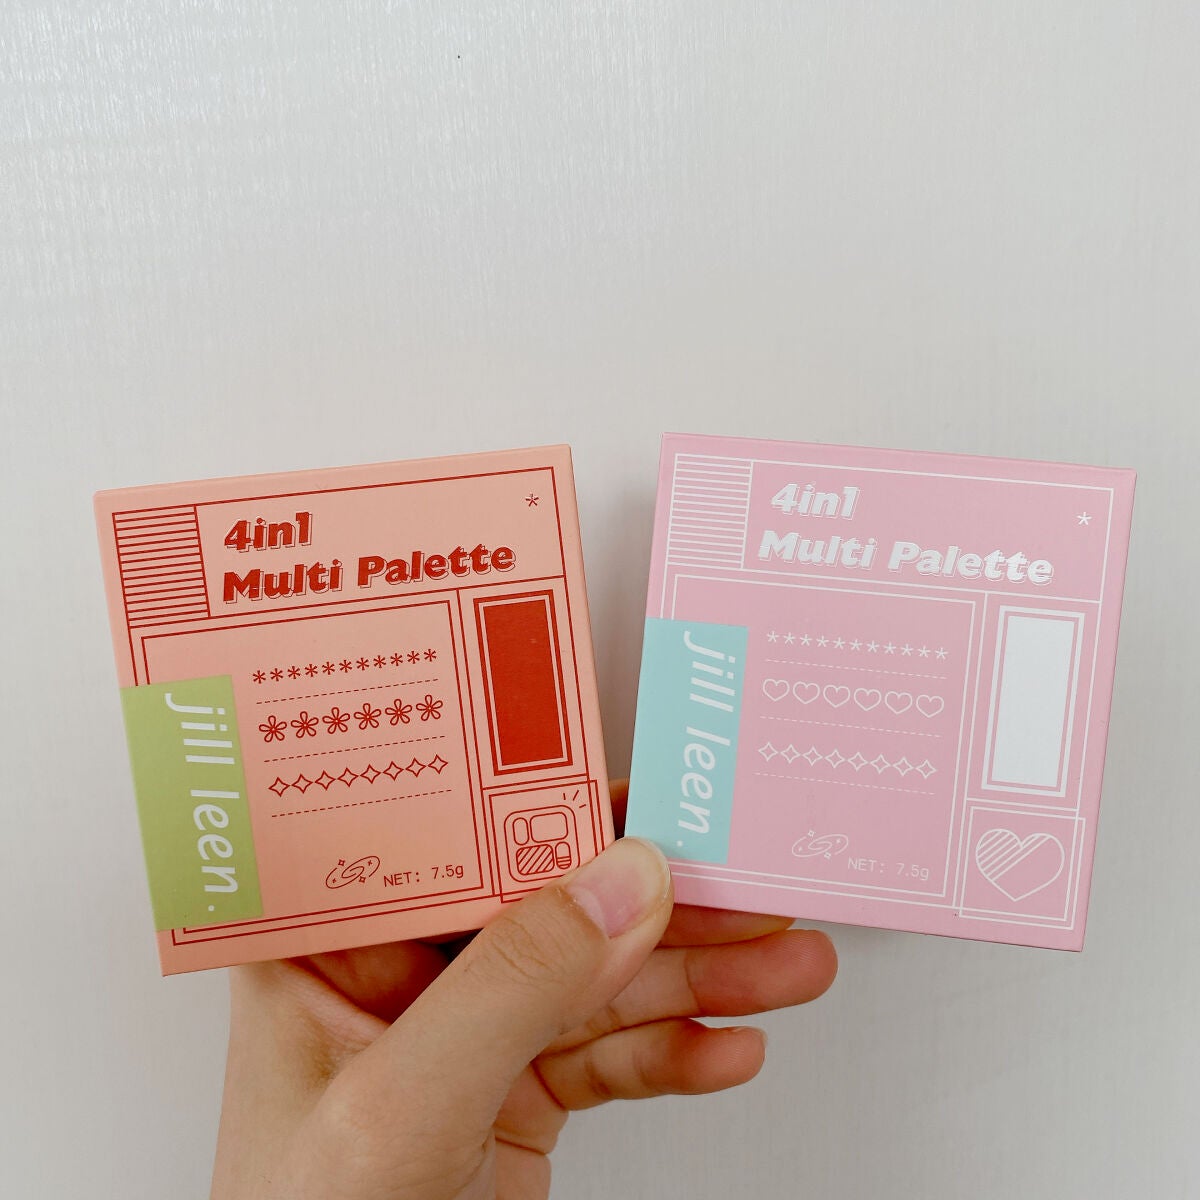 4in1
Multi Palette
*
***********
jill leen.
NET: 7.5g
4in1
Multi Palette
*
***********
jill leen.
NET: 7.5g